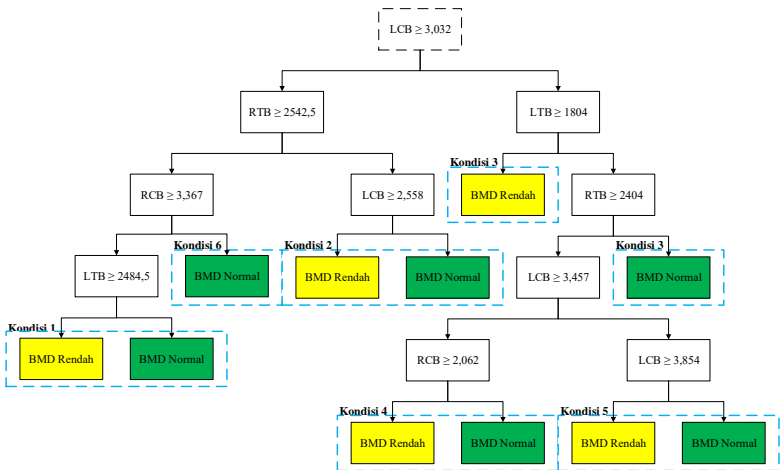 LCB ≥ 3,032
RTB ≥ 2542,5
LTB ≥ 1804
Kondisi 3
RCB ≥ 3,367
LCB ≥ 2,558
BMD Rendah
RTB ≥ 2404
Kondisi 6
Kondisi 2
Kondisi 3
LTB ≥ 2484,5
BMD Normal
BMD Rendah
BMD Normal
LCB ≥ 3,457
BMD Normal
Kondisi 1
BMD Rendah
BMD Normal
RCB ≥ 2,062
LCB ≥ 3,854
Kondisi 4
Kondisi 5
BMD Rendah
BMD Normal
BMD Rendah
BMD Normal